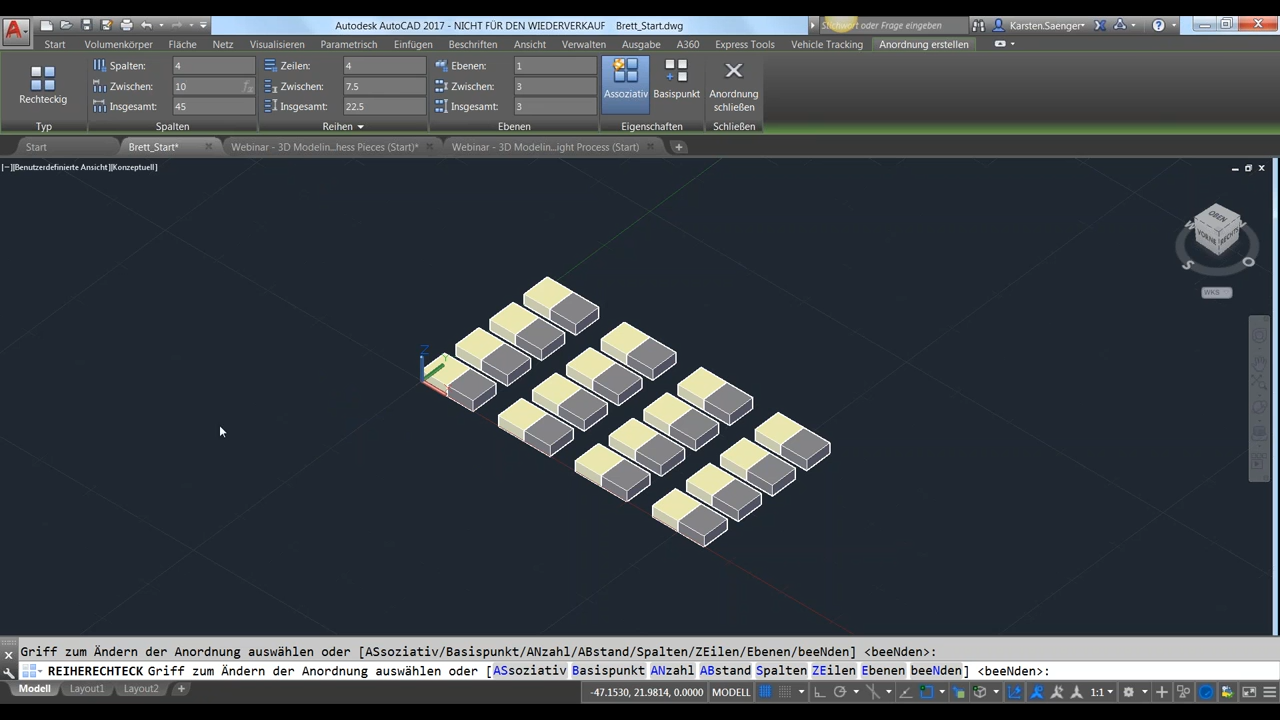 Autodesk AutoCAD 2017 - NICHT FÜR DEN WIEDERVERKAUF Brett_Start.dwg
Stichwort oder Frage eingeben
Karsten.Saenger
Start Volumenkörper Fläche Netz Visualisieren Parametrisch Einfügen Beschriften Ansicht Verwalten Ausgabe A360 Express Tools Vehicle Tracking Anordnung erstellen
Spalten: 4 Zeilen: 4 Ebenen: 1
Zwischen: 10 Zwischen: 7.5 Zwischen: 3
Insgesamt: 45 Insgesamt: 22.5 Insgesamt: 3
Rechteckig Assoziativ Basispunkt Anordnung
schließen
Typ Spalten Reihen Ebenen Eigenschaften Schließen
Start Brett_Start* Webinar - 3D Modelin...hess Pieces (Start)* Webinar - 3D Modelin...ight Process (Start)
[−][Benutzerdefinierte Ansicht][Konzeptuell]
OBEN
VORNE RECHTS
W
S O
WKS
Z
Griff zum Ändern der Anordnung auswählen oder [ASsoziativ/Basispunkt/ANzahl/ABstand/Spalten/ZEilen/Ebenen/beeNden] <beeNden>:
REIHERECHTECK Griff zum Ändern der Anordnung auswählen oder [ASsoziativ Basispunkt ANzahl ABstand Spalten ZEilen Ebenen beeNden] <beeNden>:
Modell Layout1 Layout2 + -47.1530, 21.9814, 0.0000 MODELL 1:1